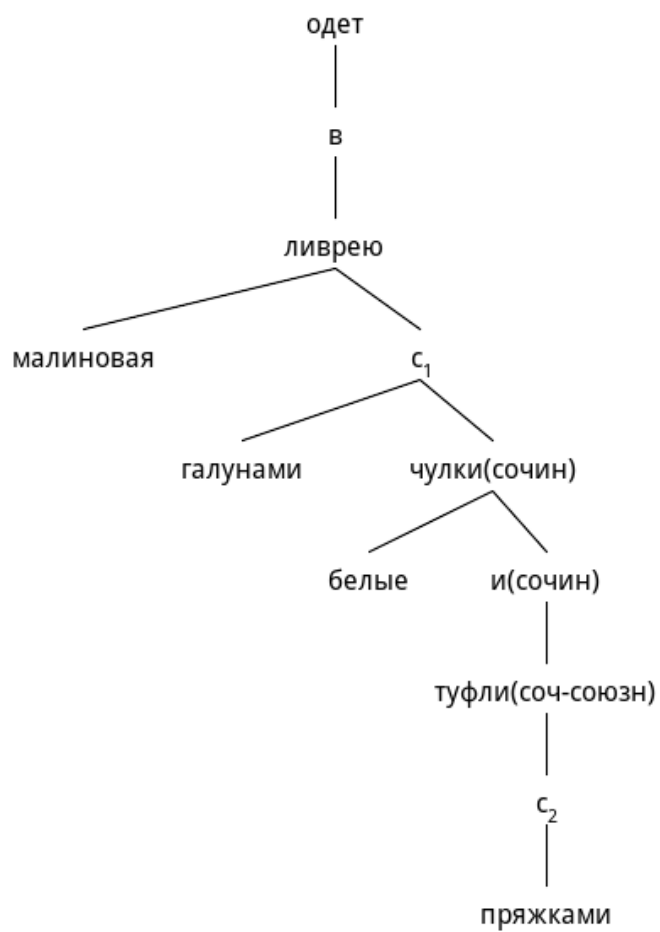 одет
в
ливрею
малиновая с₁
галунами чулки(сочин)
белые и(сочин)
туфли(соч-союзн)
с₂
пряжками